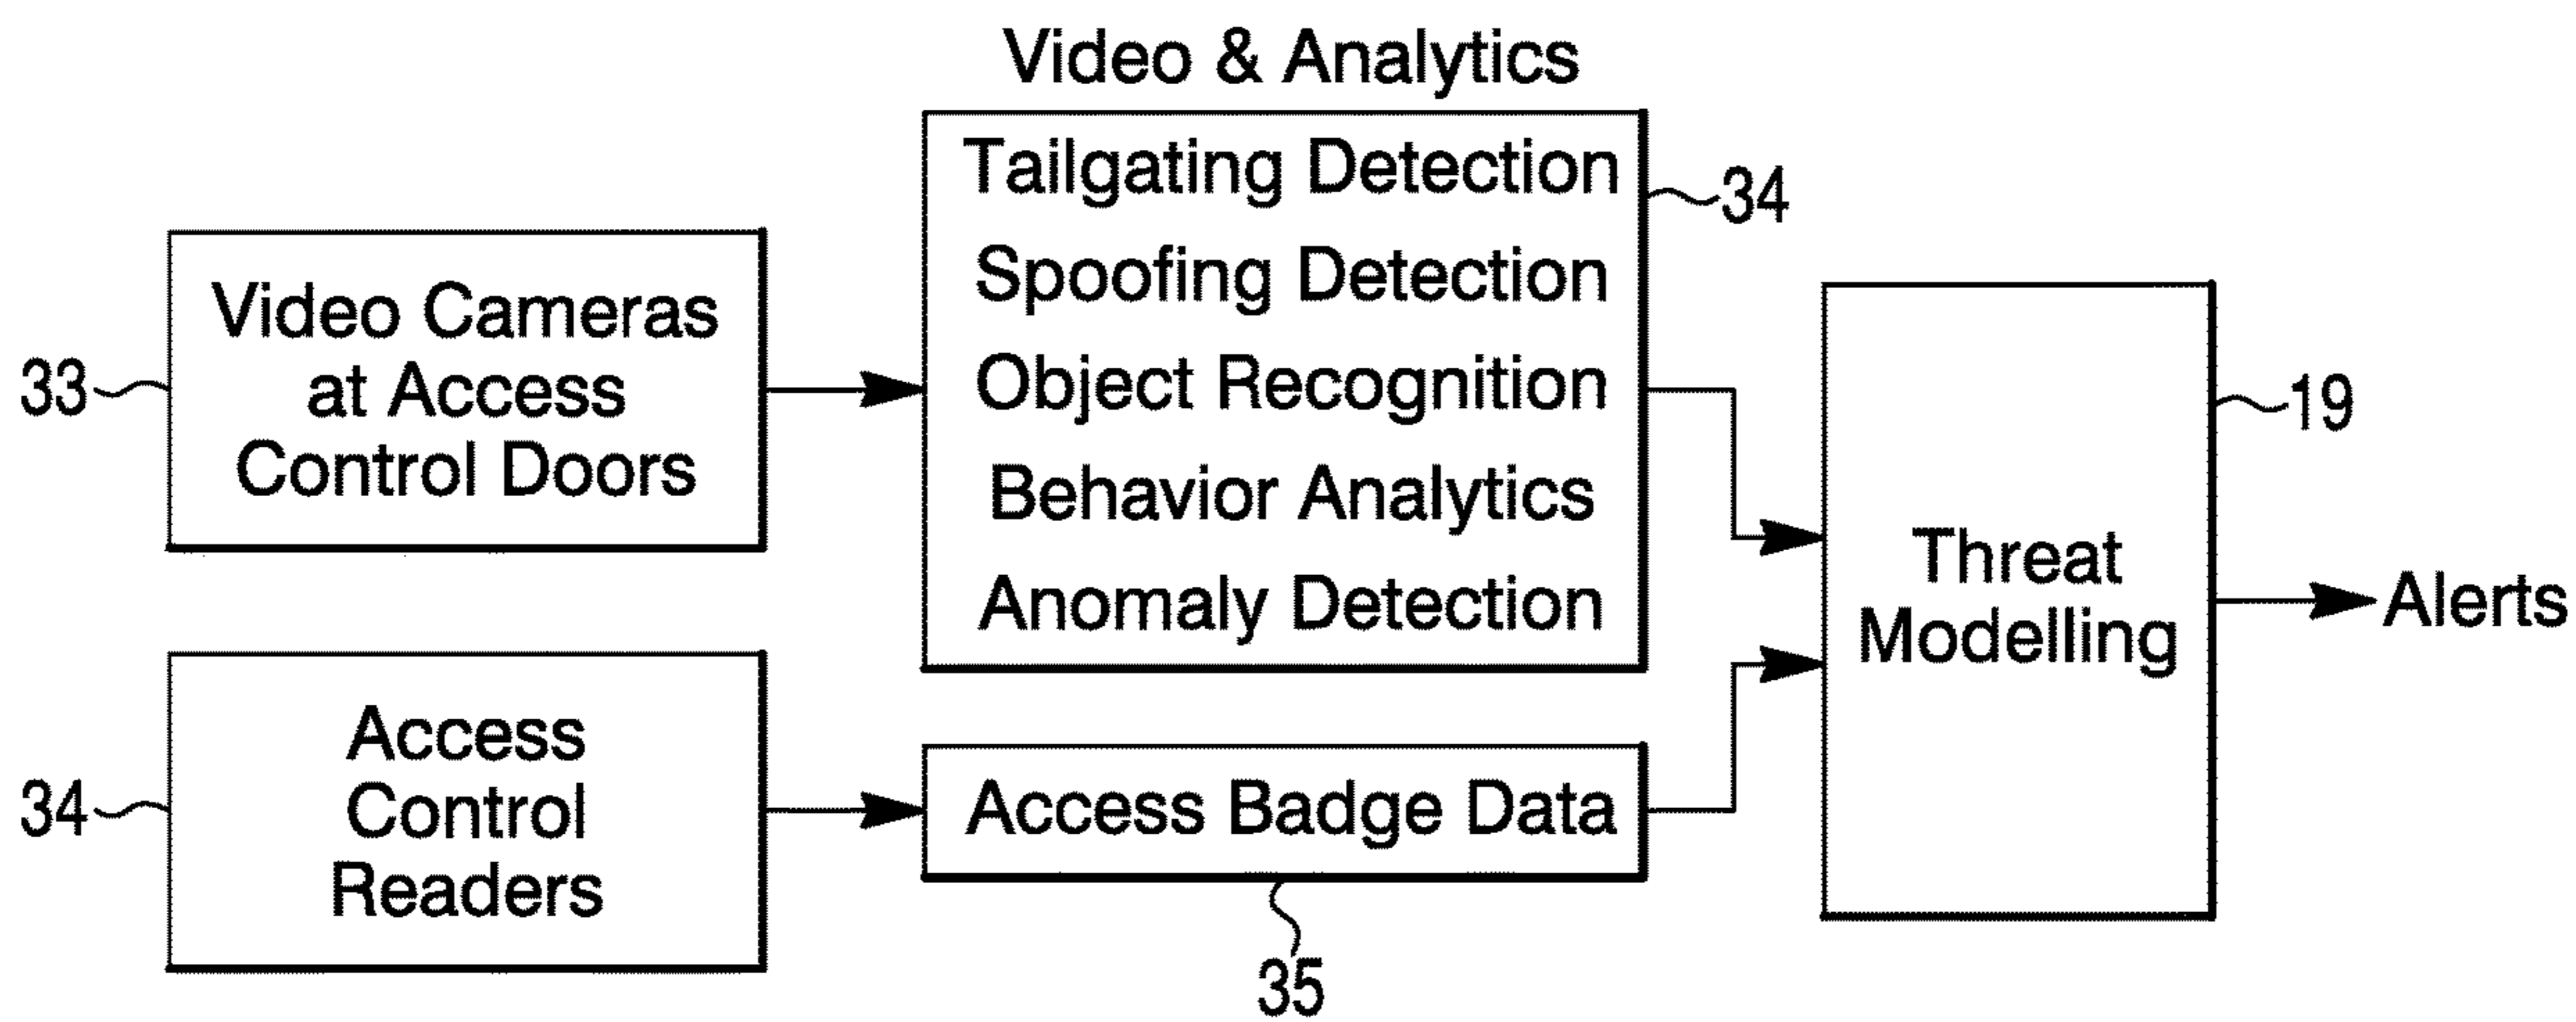 Video & Analytics
Tailgating Detection
Spoofing Detection
Object Recognition
Behavior Analytics
Anomaly Detection
34
Video Cameras
at Access
Control Doors
33
Access
Control
Readers
34
Access Badge Data
35
Threat
Modelling
19
Alerts